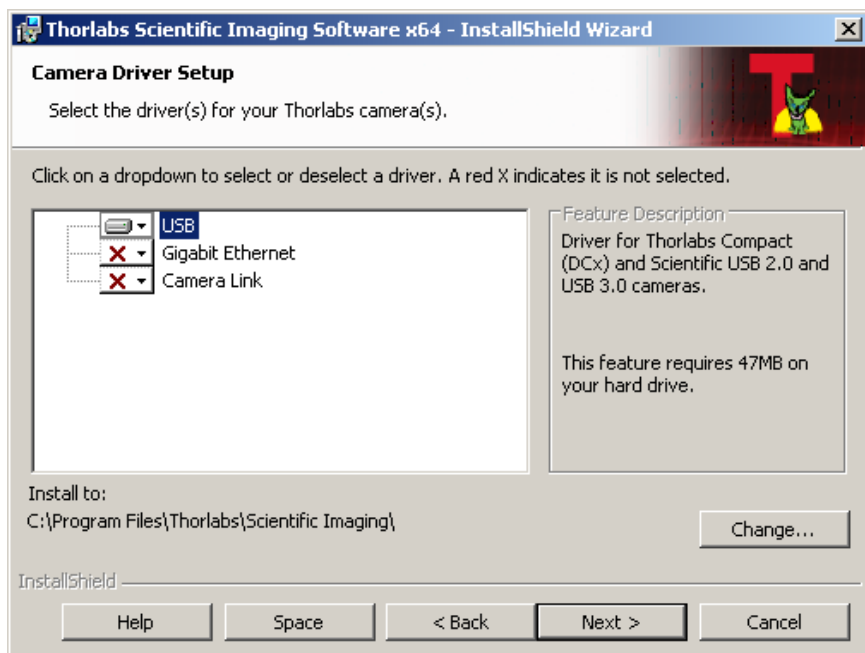 Thorlabs Scientific Imaging Software x64 - InstallShield Wizard
Camera Driver Setup
Select the driver(s) for your Thorlabs camera(s).
T
Click on a dropdown to select or deselect a driver. A red X indicates it is not selected.
USB
Gigabit Ethernet
Camera Link
Feature Description
Driver for Thorlabs Compact
(DCx) and Scientific USB 2.0 and
USB 3.0 cameras.
This feature requires 47MB on
your hard drive.
Install to:
C:\Program Files\Thorlabs\Scientific Imaging\
Change...
InstallShield
Help
Space
< Back
Next >
Cancel